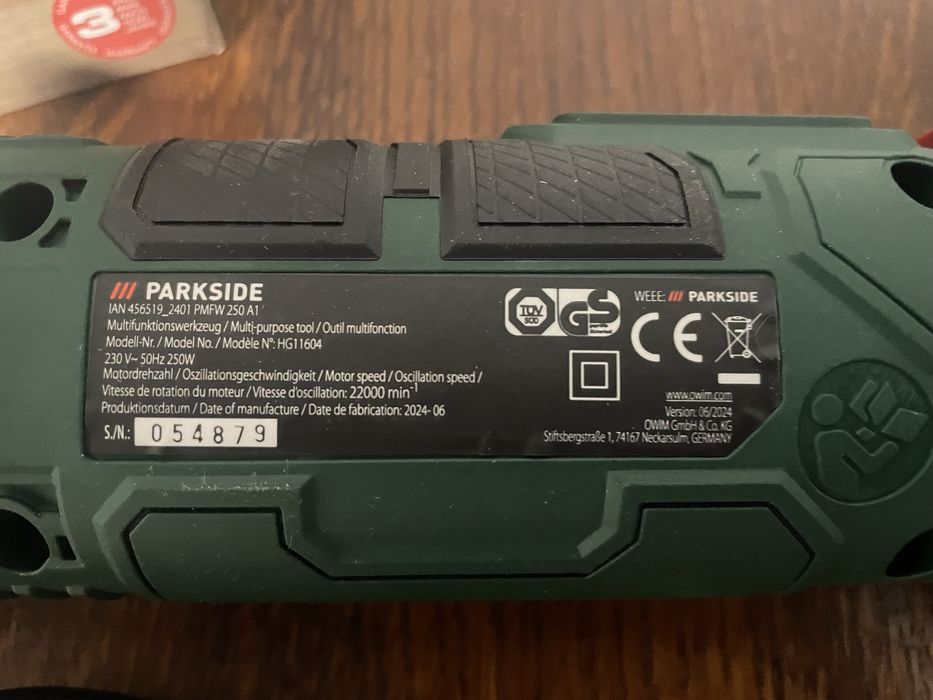 3
/// PARKSIDE
IAN 456519_2401 PMFW 250 A1
Multifunktionswerkzeug / Multi-purpose tool / Outil multifonction
Modell-Nr. / Model No. / Modèle N°: HG11604
230 V~ 50Hz 250W
Motordrehzahl / Oszillationsgeschwindigkeit / Motor speed / Oscillation speed /
Vitesse de rotation du moteur / Vitesse d'oscillation: 22000 min⁻¹
Produktionsdatum / Date of manufacture / Date de fabrication: 2024- 06
S./N.: 054879
TÜV
SÜD
GS
WEEE: /// PARKSIDE
CE
www.owim.com
Version: 06/2024
OWIM GmbH & Co. KG
Stiftsbergstraße 1, 74167 Neckarsulm, GERMANY